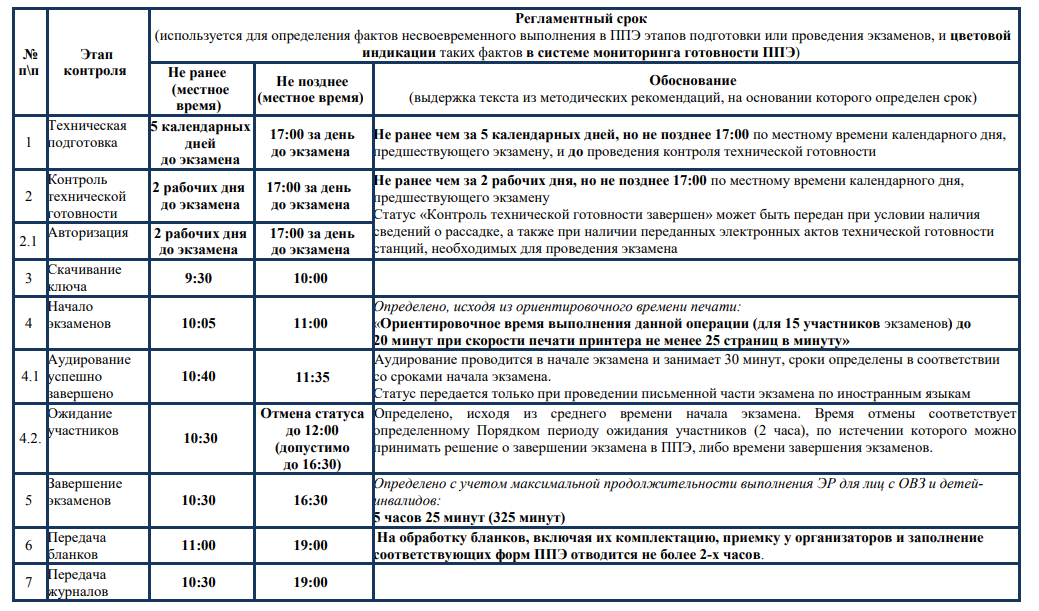 №
п\п
Этап
контроля
Регламентный срок
(используется для определения фактов несвоевременного выполнения в ППЭ этапов подготовки или проведения экзаменов, и цветовой
индикации таких фактов в системе мониторинга готовности ППЭ)
Не ранее
(местное
время)
Не позднее
(местное время)
Обоснование
(выдержка текста из методических рекомендаций, на основании которого определен срок)
1
Техническая
подготовка
5 календарных
дней
до экзамена
17:00 за день
до экзамена
Не ранее чем за 5 календарных дней, но не позднее 17:00 по местному времени календарного дня,
предшествующего экзамену, и до проведения контроля технической готовности
2
Контроль
технической
готовности
2 рабочих дня
до экзамена
17:00 за день
до экзамена
Не ранее чем за 2 рабочих дня, но не позднее 17:00 по местному времени календарного дня,
предшествующего экзамену
Статус «Контроль технической готовности завершен» может быть передан при условии наличия
сведений о рассадке, а также при наличии переданных электронных актов технической готовности
станций, необходимых для проведения экзамена
2.1
Авторизация
2 рабочих дня
до экзамена
17:00 за день
до экзамена
3
Скачивание
ключа
9:30
10:00
4
Начало
экзаменов
10:05
11:00
Определено, исходя из ориентировочного времени печати:
«Ориентировочное время выполнения данной операции (для 15 участников экзаменов) до
20 минут при скорости печати принтера не менее 25 страниц в минуту»
4.1
Аудирование
успешно
завершено
10:40
11:35
Аудирование проводится в начале экзамена и занимает 30 минут, сроки определены в соответствии
со сроками начала экзамена.
Статус передается только при проведении письменной части экзамена по иностранным языкам
4.2.
Ожидание
участников
10:30
Отмена статуса
до 12:00
(допустимо
до 16:30)
Определено, исходя из среднего времени начала экзамена. Время отмены соответствует
определенному Порядком периоду ожидания участников (2 часа), по истечении которого можно
принимать решение о завершении экзамена в ППЭ, либо времени завершения экзаменов.
5
Завершение
экзаменов
10:30
16:30
Определено с учетом максимальной продолжительности выполнения ЭР для лиц с ОВЗ и детей-
инвалидов:
5 часов 25 минут (325 минут)
6
Передача
бланков
11:00
19:00
На обработку бланков, включая их комплектацию, приемку у организаторов и заполнение
соответствующих форм ППЭ отводится не более 2-х часов.
7
Передача
журналов
10:30
19:00